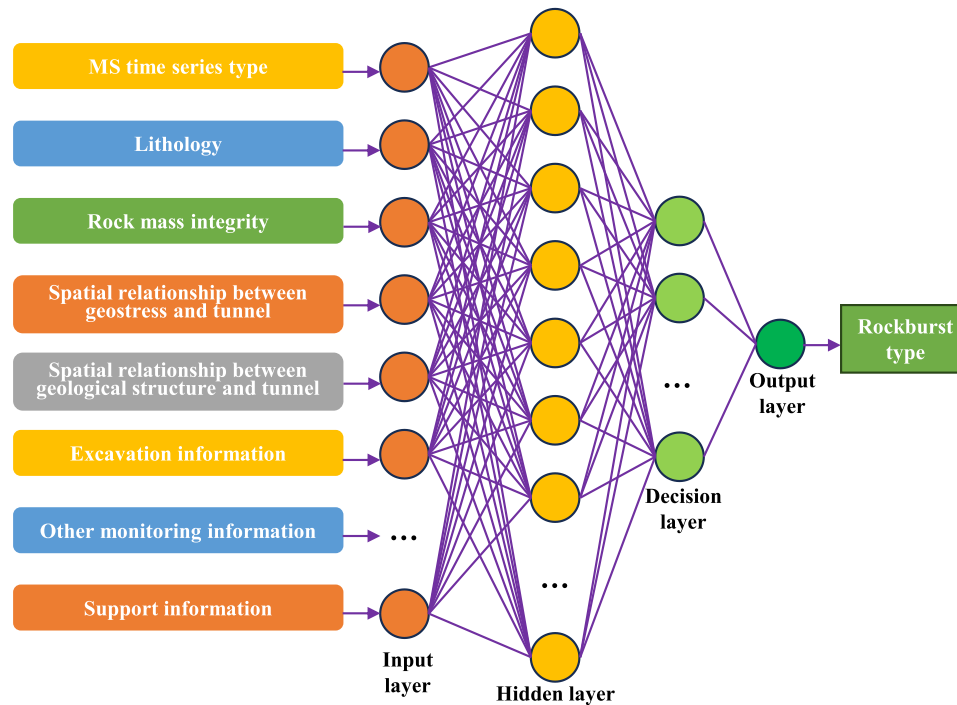 MS time series type
Lithology
Rock mass integrity
Spatial relationship between
geostress and tunnel
Spatial relationship between
geological structure and tunnel
Excavation information
Other monitoring information
...
Support information
Input
layer
...
Hidden layer
...
Decision
layer
Output
layer
Rockburst
type